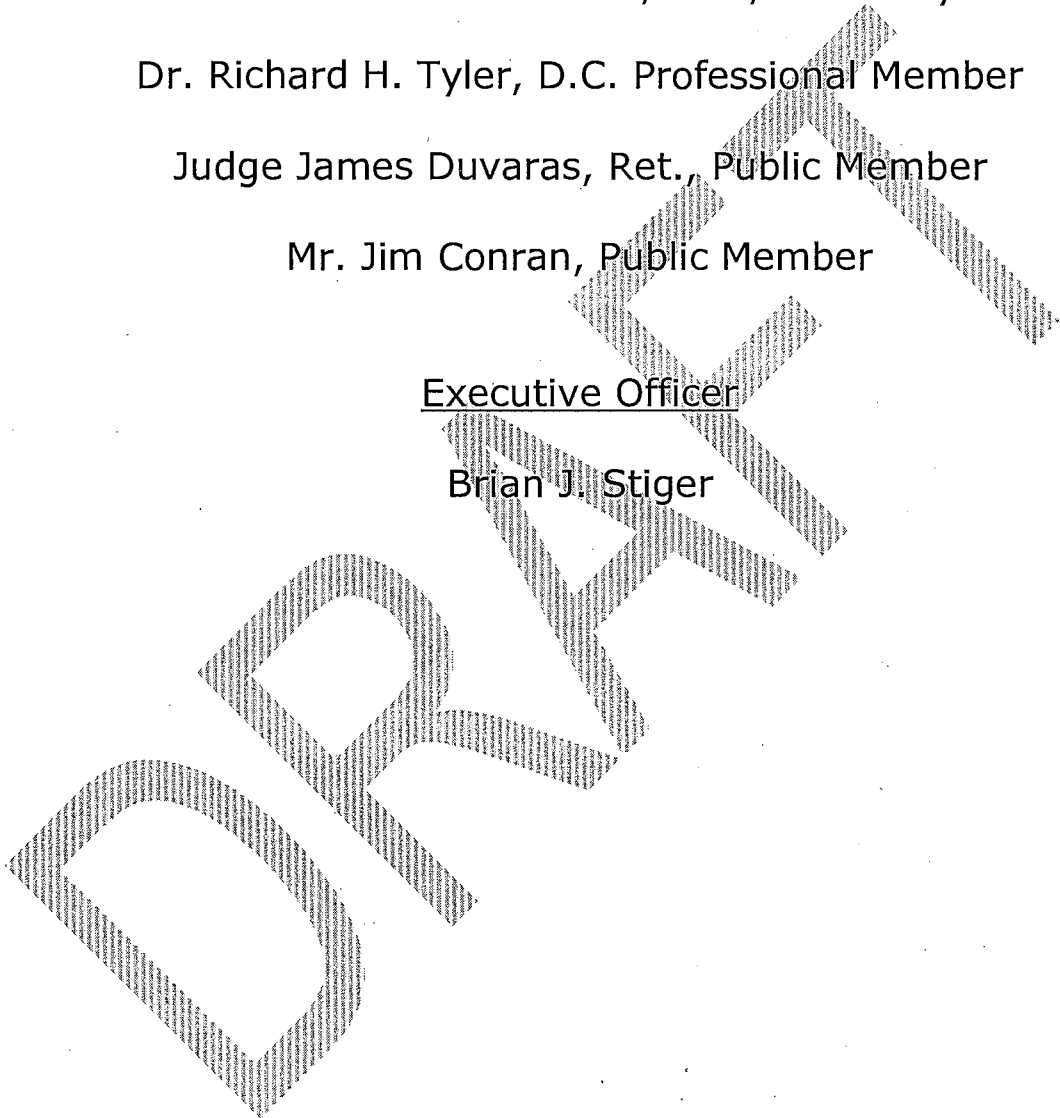 Dr. Richard H. Tyler, D.C. Professional Member
Judge James Duvaras, Ret., Public Member
Mr. Jim Conran, Public Member
Executive Officer
Brian J. Stiger
DRAFT